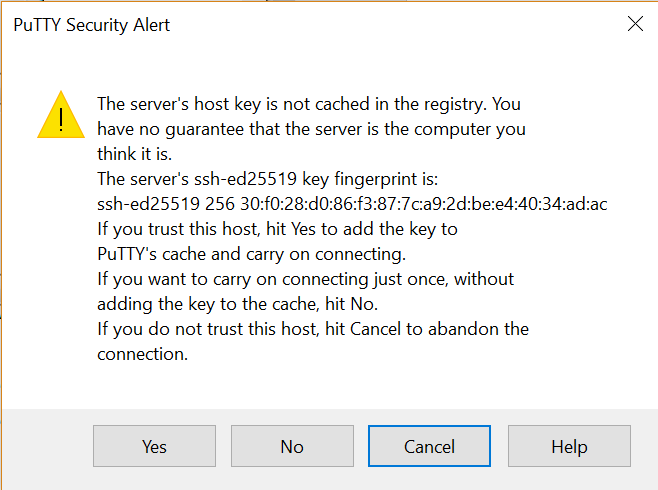 PuTTY Security Alert
The server's host key is not cached in the registry. You
have no guarantee that the server is the computer you
think it is.
The server's ssh-ed25519 key fingerprint is:
ssh-ed25519 256 30:f0:28:d0:86:f3:87:7c:a9:2d:be:e4:40:34:ad:ac
If you trust this host, hit Yes to add the key to
PuTTY's cache and carry on connecting.
If you want to carry on connecting just once, without
adding the key to the cache, hit No.
If you do not trust this host, hit Cancel to abandon the
connection.
Yes No Cancel Help